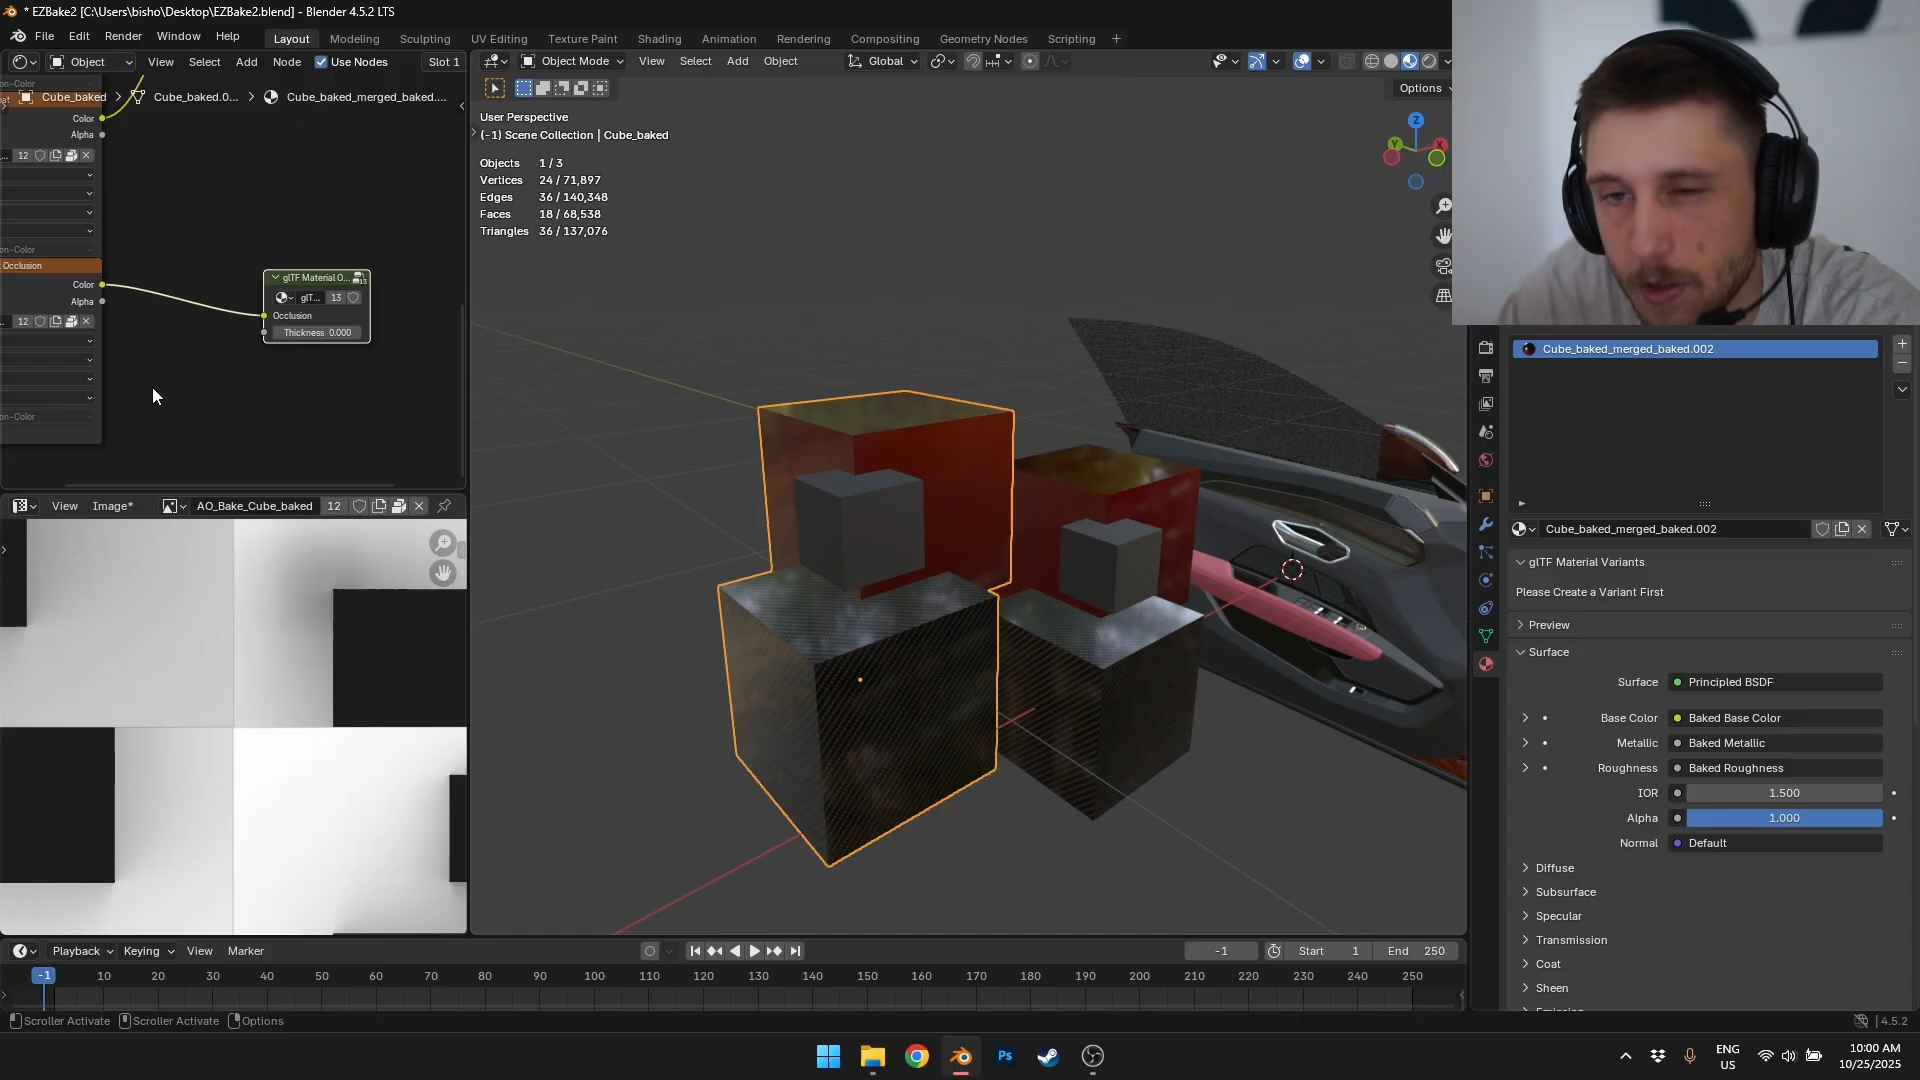 * EZBake2 [C:\Users\bisho\Desktop\EZBake2.blend] - Blender 4.5.2 LTS
File Edit Render Window Help Layout Modeling Sculpting UV Editing Texture Paint Shading Animation Rendering Compositing Geometry Nodes Scripting +
Object View Select Add Node Use Nodes Slot 1
Object Mode View Select Add Object Global
Options
Cube_baked > Cube_baked.0... > Cube_baked_merged_baked....
Color
Alpha
12
on-Color
Occlusion
Color
Alpha
12
on-Color
glTF Material O...
glT... 13
Occlusion
Thickness 0.000
User Perspective
(-1) Scene Collection | Cube_baked
Objects 1 / 3
Vertices 24 / 71,897
Edges 36 / 140,348
Faces 18 / 68,538
Triangles 36 / 137,076
Z
Y
X
View Image* AO_Bake_Cube_baked 12
Cube_baked_merged_baked.002
Cube_baked_merged_baked.002
glTF Material Variants
Please Create a Variant First
Preview
Surface
Surface Principled BSDF
Base Color Baked Base Color
Metallic Baked Metallic
Roughness Baked Roughness
IOR 1.500
Alpha 1.000
Normal Default
Diffuse
Subsurface
Specular
Transmission
Coat
Sheen
Playback Keying View Marker -1 Start 1 End 250
-1 10 20 30 40 50 60 70 80 90 100 110 120 130 140 150 160 170 180 190 200 210 220 230 240 250
Scroller Activate Scroller Activate Options 4.5.2
Ps
ENG
US
10:00 AM
10/25/2025